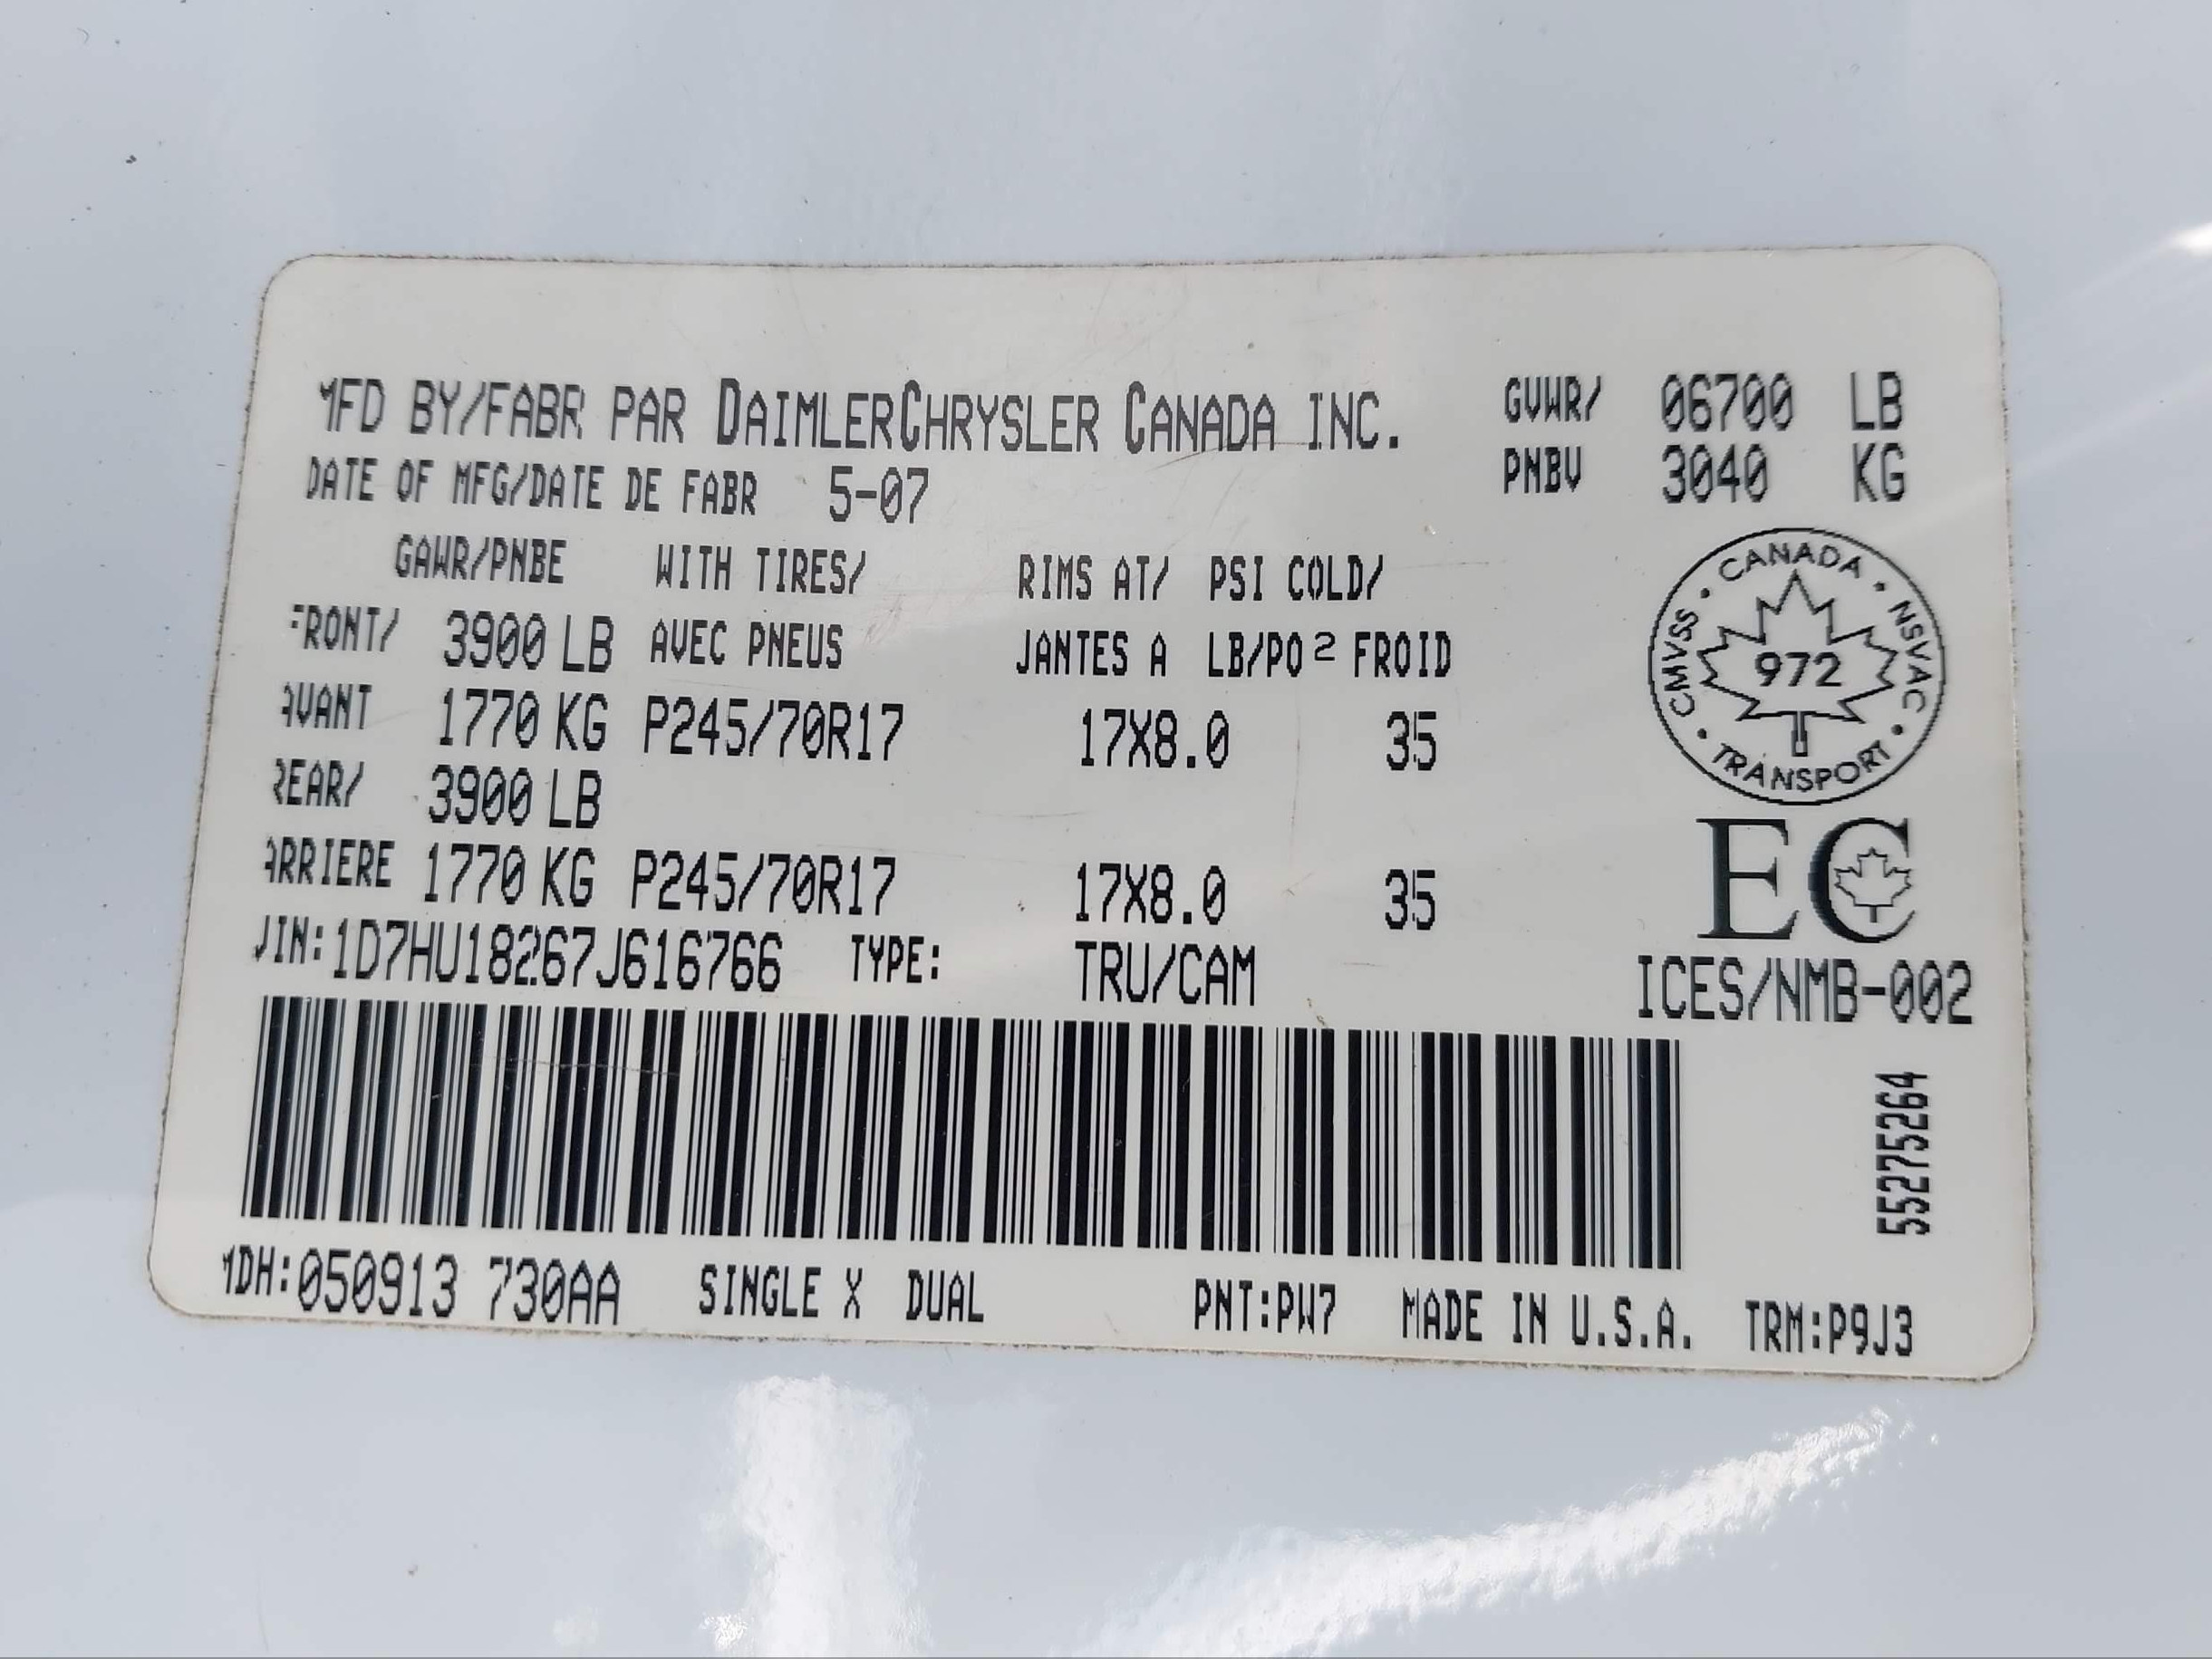 MFD BY/FABR PAR DAIMLERCHRYSLER CANADA INC.
GVWR/ 06700 LB
PNBV 3040 KG
DATE OF MFG/DATE DE FABR 5-07
GAWR/PNBE WITH TIRES/ RIMS AT/ PSI COLD/
FRONT/ 3900 LB AVEC PNEUS JANTES A LB/PO² FROID
AVANT 1770 KG P245/70R17 17X8.0 35
REAR/ 3900 LB
ARRIERE 1770 KG P245/70R17 17X8.0 35
VIN:1D7HU18267J616766 TYPE: TRU/CAM
CANADA • NSVAC • TRANSPORT • CMVSS •
972
EC
ICES/NMB-002
55275264
MDH:050913 730AA SINGLE X DUAL PNT:PW7 MADE IN U.S.A. TRM:P9J3